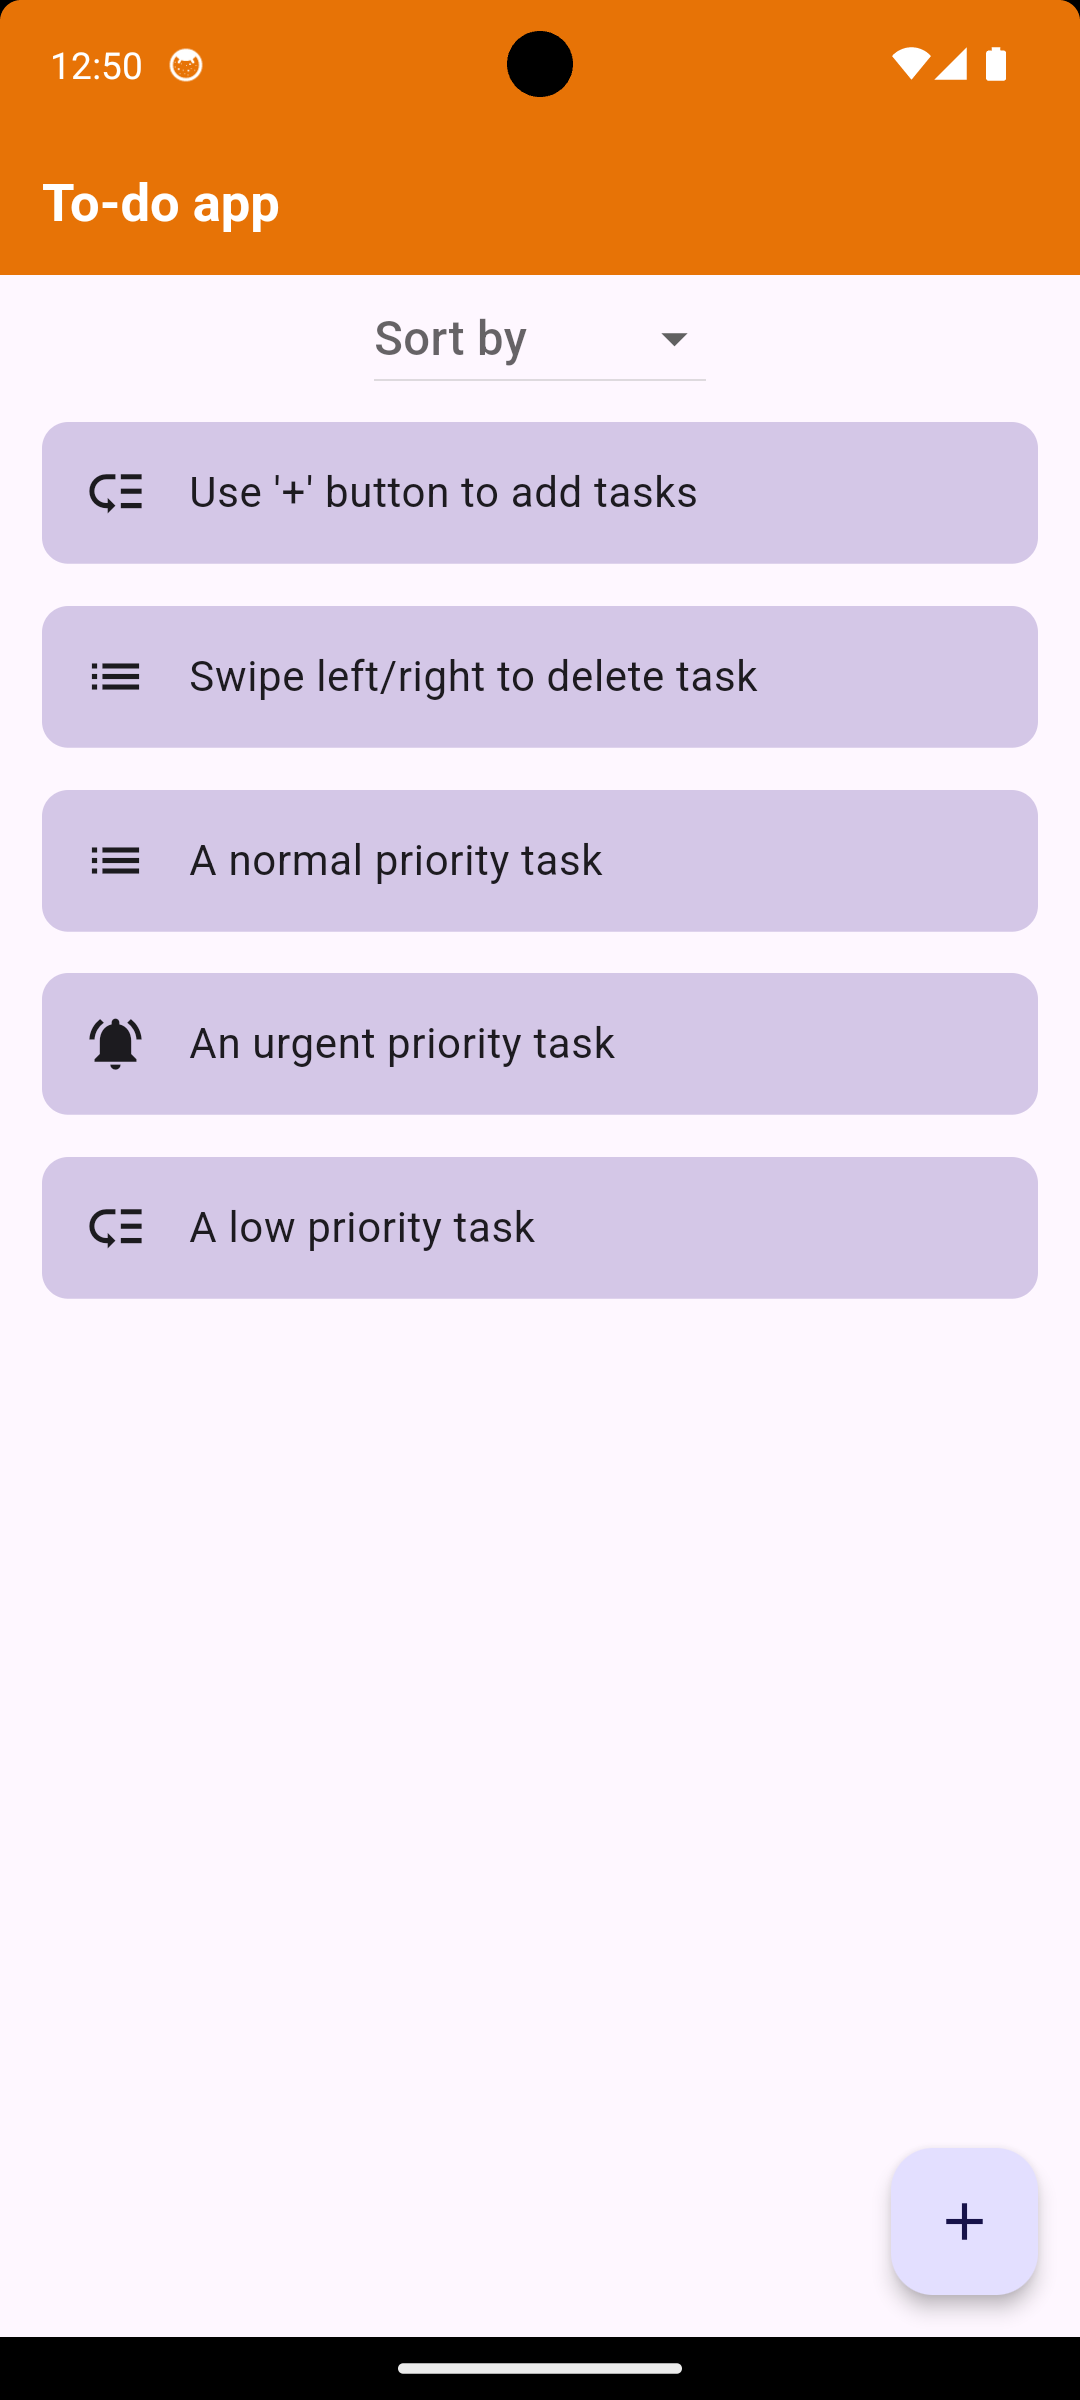 12:50
To-do app
Sort by
Use '+' button to add tasks
Swipe left/right to delete task
A normal priority task
An urgent priority task
A low priority task